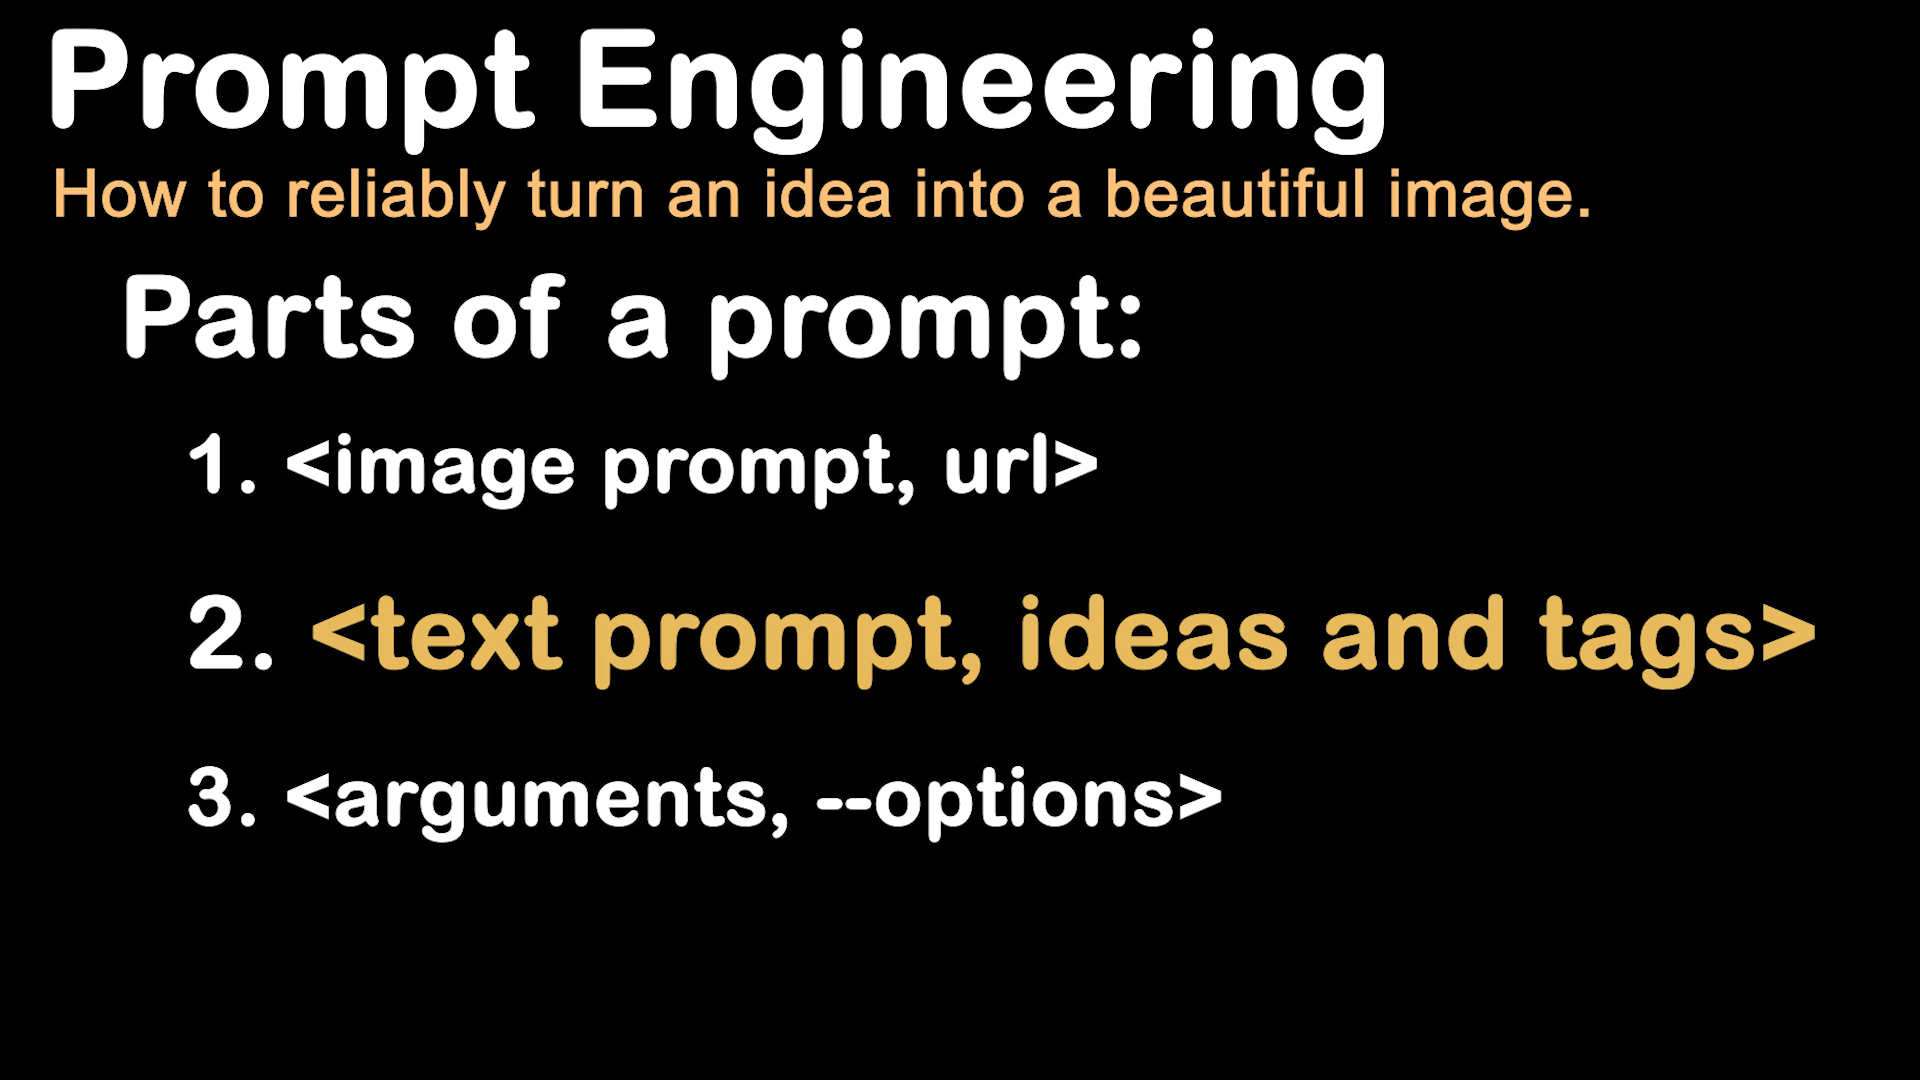 Prompt Engineering
How to reliably turn an idea into a beautiful image.
Parts of a prompt:
1. <image prompt, url>
2. <text prompt, ideas and tags>
3. <arguments, --options>